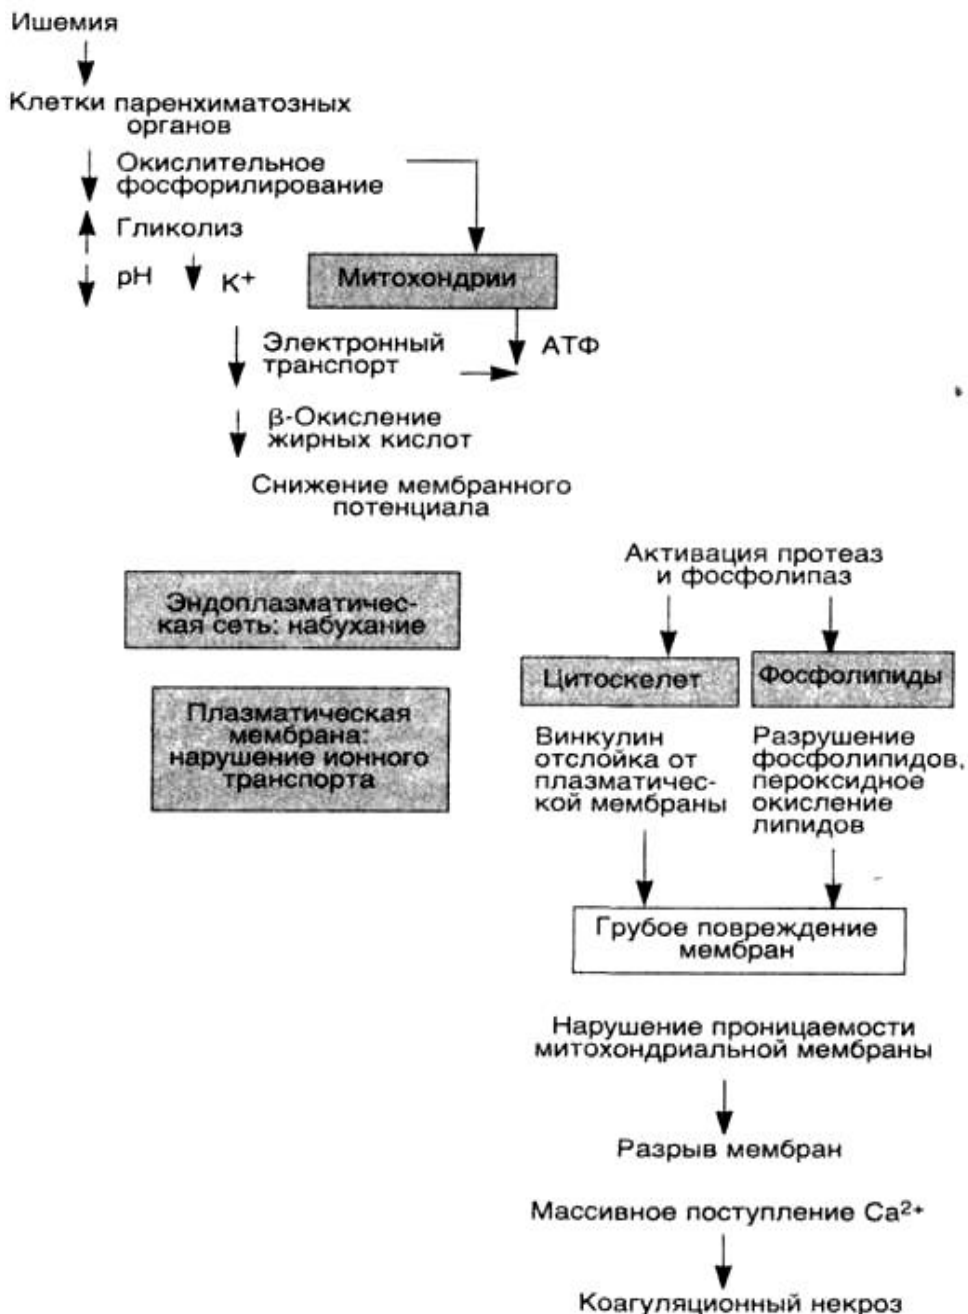 Ишемия
Клетки паренхиматозных
органов
Окислительное
фосфорилирование
Гликолиз
pH K+
Митохондрии
Электронный
транспорт
АТФ
β-Окисление
жирных кислот
Снижение мембранного
потенциала
Эндоплазматичес-
кая сеть: набухание
Плазматическая
мембрана:
нарушение ионного
транспорта
Активация протеаз
и фосфолипаз
Цитоскелет
Винкулин
отслойка от
плазматичес-
кой мембраны
Фосфолипиды
Разрушение
фосфолипидов,
пероксидное
окисление
липидов
Грубое повреждение
мембран
Нарушение проницаемости
митохондриальной мембраны
Разрыв мембран
Массивное поступление Ca²⁺
Коагуляционный некроз